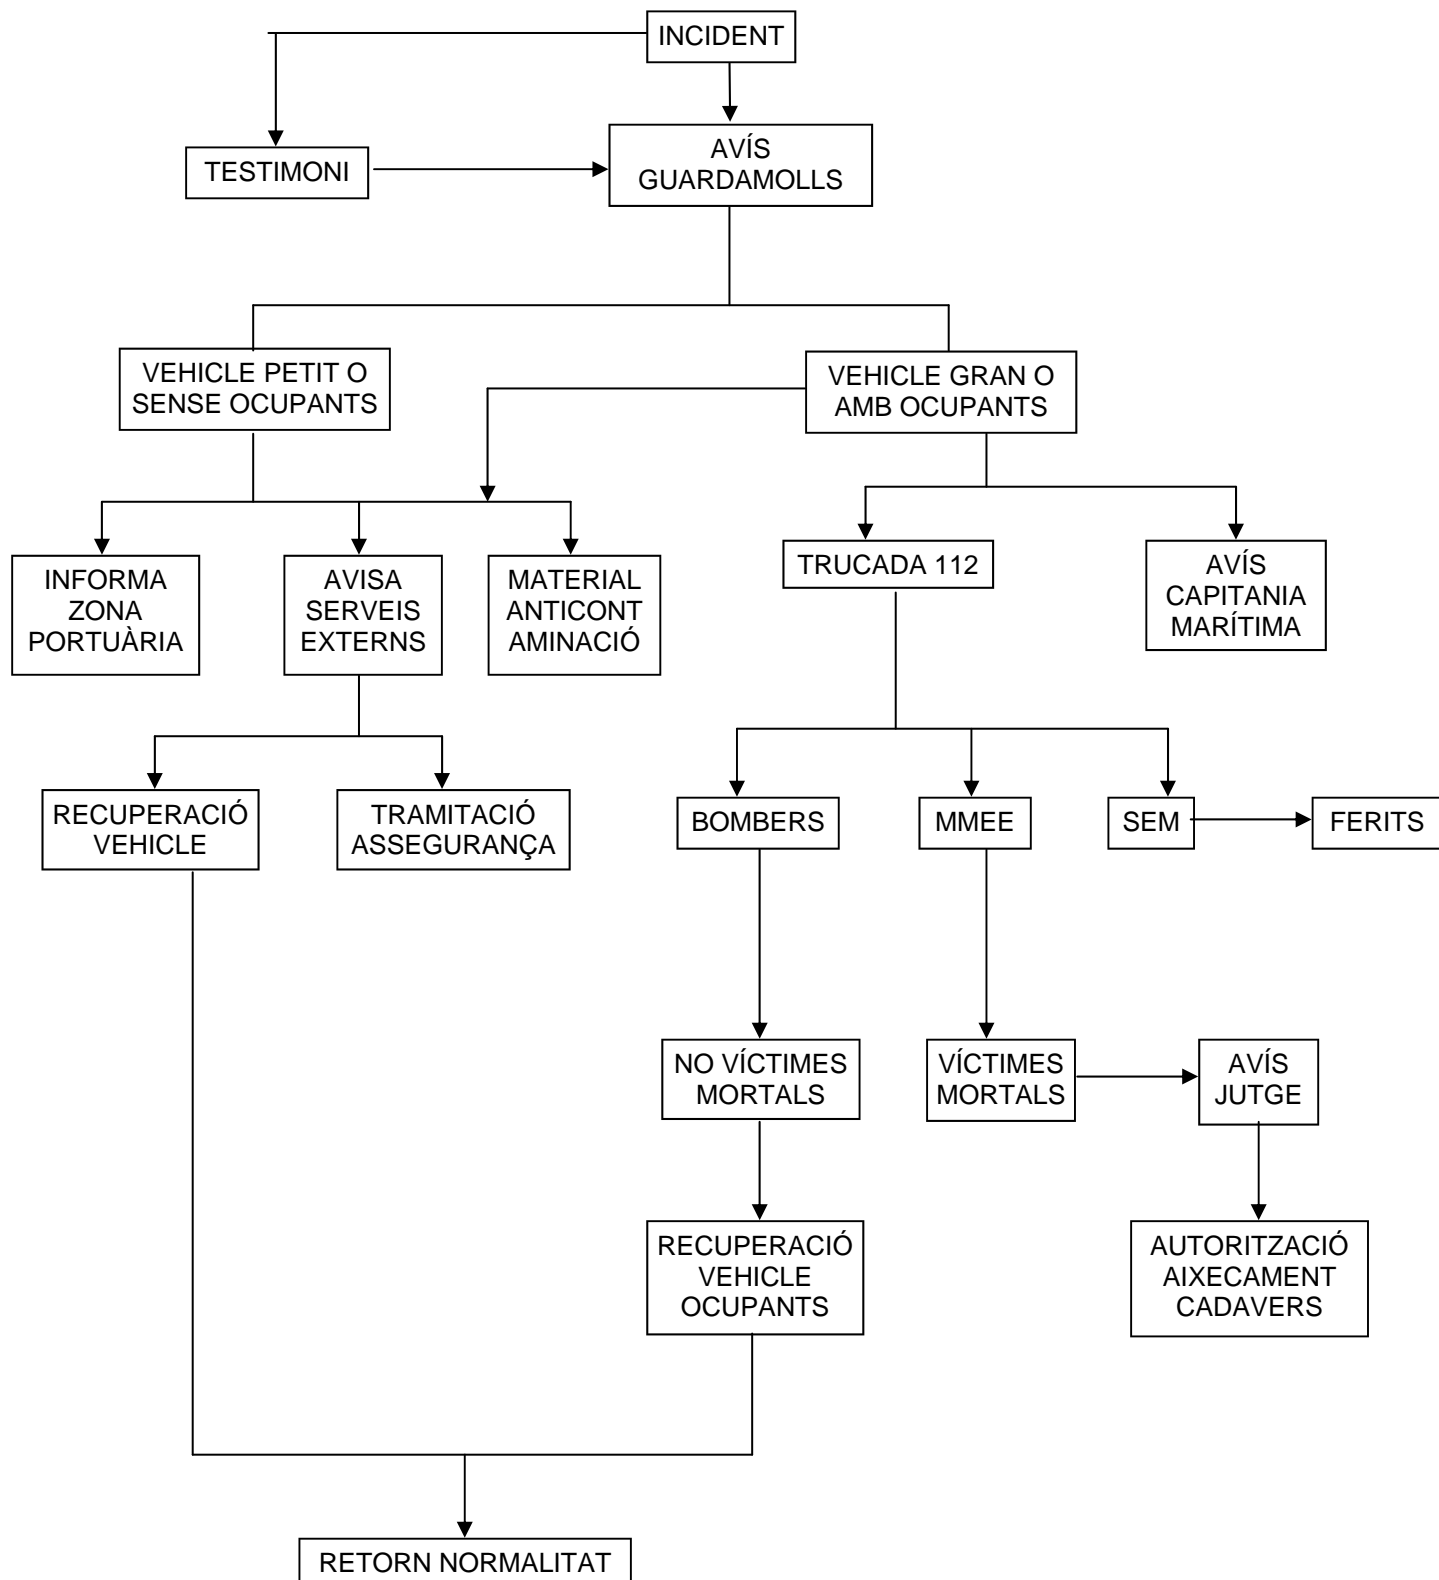 INCIDENT
AVÍS
GUARDAMOLLS
TESTIMONI
VEHICLE PETIT O
SENSE OCUPANTS
VEHICLE GRAN O
AMB OCUPANTS
INFORMA
ZONA
PORTUÀRIA
AVISA
SERVEIS
EXTERNS
MATERIAL
ANTICONT
AMINACIÓ
TRUCADA 112
AVÍS
CAPITANIA
MARÍTIMA
RECUPERACIÓ
VEHICLE
TRAMITACIÓ
ASSEGURANÇA
BOMBERS
MMEE
SEM
FERITS
NO VÍCTIMES
MORTALS
VÍCTIMES
MORTALS
AVÍS
JUTGE
RECUPERACIÓ
VEHICLE
OCUPANTS
AUTORITZACIÓ
AIXECAMENT
CADAVERS
RETORN NORMALITAT